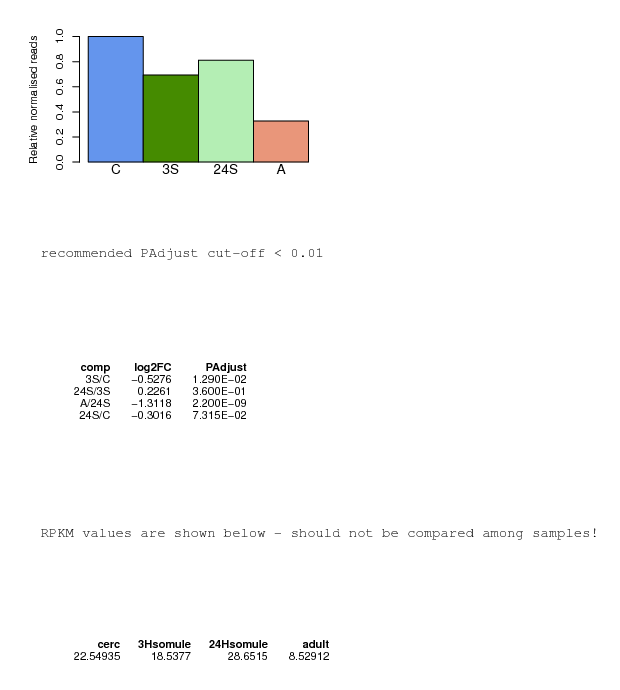 Relative normalised reads
1.0
0.8
0.6
0.4
0.2
0.0
C 3S 24S A
recommended PAdjust cut-off < 0.01
comp log2FC PAdjust
3S/C −0.5276 1.290E−02
24S/3S 0.2261 3.600E−01
A/24S −1.3118 2.200E−09
24S/C −0.3016 7.315E−02
RPKM values are shown below - should not be compared among samples!
cerc 3Hsomule 24Hsomule adult
22.54935 18.5377 28.6515 8.52912